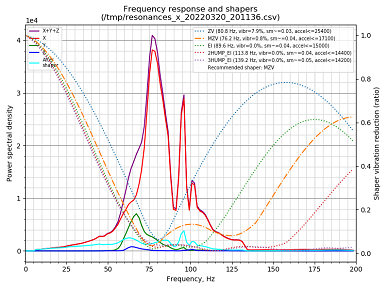 Frequency response and shapers
(/tmp/resonances_x_20220320_201136.csv)
1e4
X+Y+Z
X
shaper
ZV (80.6 Hz, vibr=7.9%, sm~=0.03, accel<=25400)
MZV (76.2 Hz, vibr=0.8%, sm~=0.04, accel<=17100)
EI (89.6 Hz, vibr=0.0%, sm~=0.04, accel<=15000)
2HUMP_EI (113.8 Hz, vibr=0.0%, sm~=0.04, accel<=14400)
3HUMP_EI (139.2 Hz, vibr=0.0%, sm~=0.05, accel<=14200)
Recommended shaper: MZV
Power spectral density
4
3
2
1
0
1.0
0.8
0.6
0.4
0.2
0.0
Shaper vibration reduction (ratio)
0
25
50
75
100
125
150
175
200
Frequency, Hz